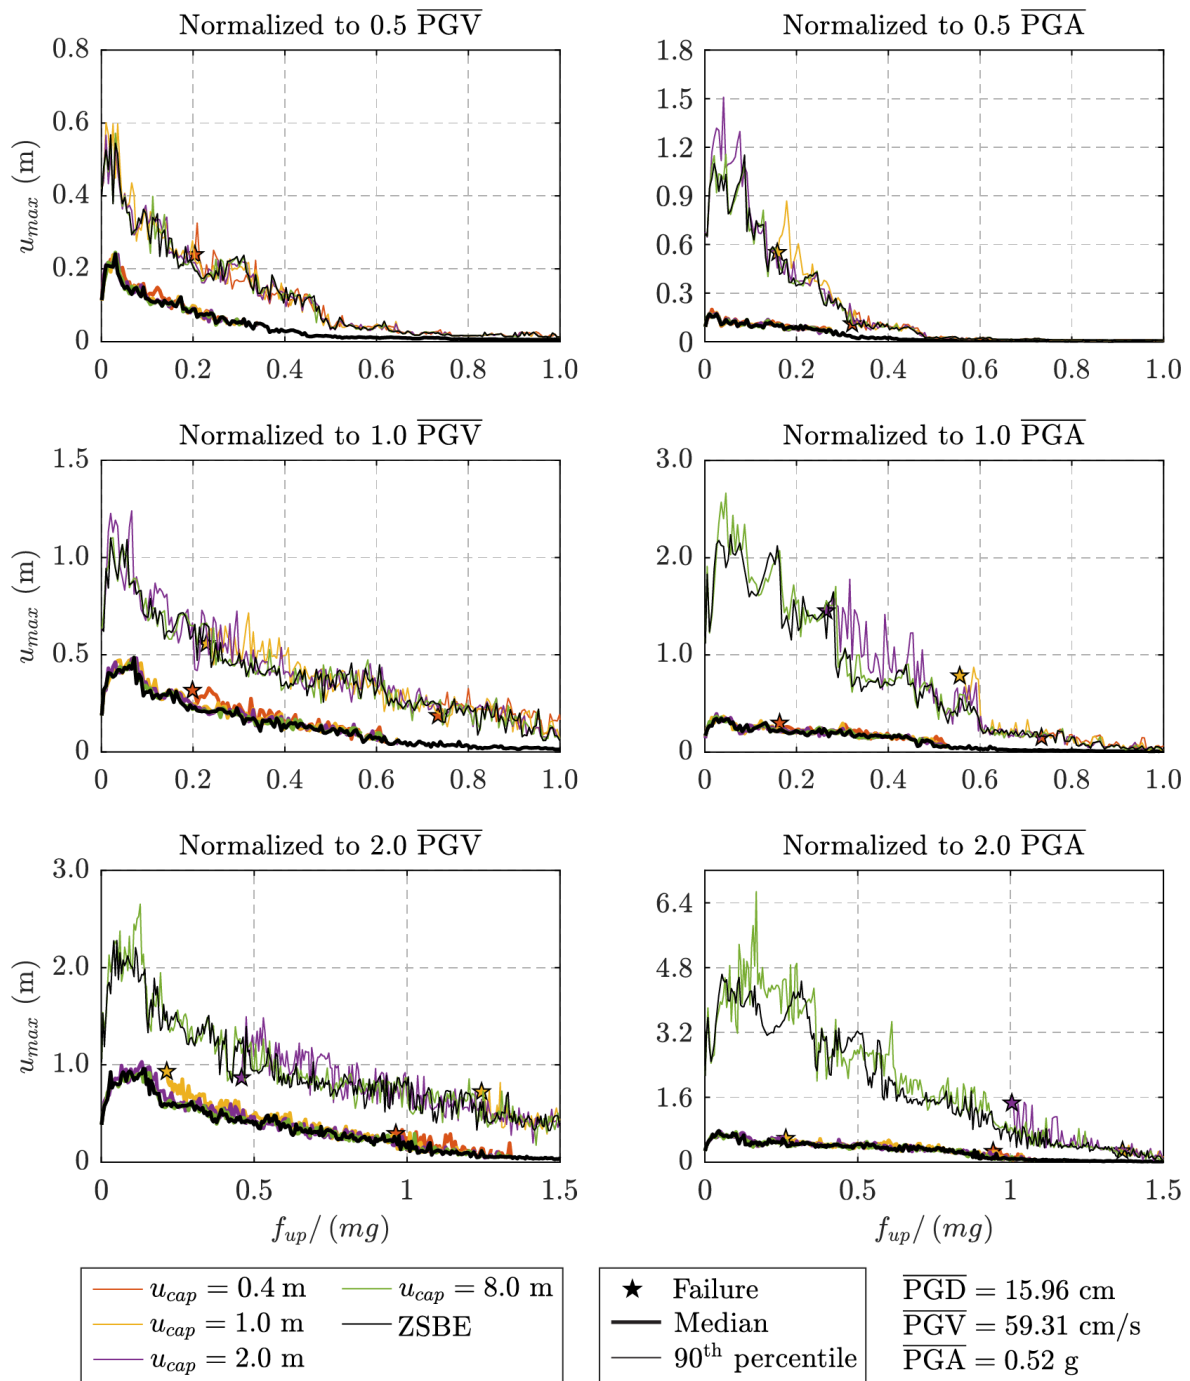 Normalized to 0.5 PGV
Normalized to 0.5 PGA
0.8
0.6
0.4
0.2
0
u_max (m)
0 0.2 0.4 0.6 0.8 1.0
1.8
1.5
1.2
0.9
0.6
0.3
0
0 0.2 0.4 0.6 0.8 1.0
Normalized to 1.0 PGV
Normalized to 1.0 PGA
1.5
1.0
0.5
0
u_max (m)
0 0.2 0.4 0.6 0.8 1.0
3.0
2.0
1.0
0
0 0.2 0.4 0.6 0.8 1.0
Normalized to 2.0 PGV
Normalized to 2.0 PGA
3.0
2.0
1.0
0
u_max (m)
0 0.5 1 1.5
f_up/(mg)
6.4
4.8
3.2
1.6
0
0 0.5 1 1.5
f_up/(mg)
u_cap = 0.4 m
u_cap = 1.0 m
u_cap = 2.0 m
u_cap = 8.0 m
ZSBE
Failure
Median
90th percentile
PGD = 15.96 cm
PGV = 59.31 cm/s
PGA = 0.52 g